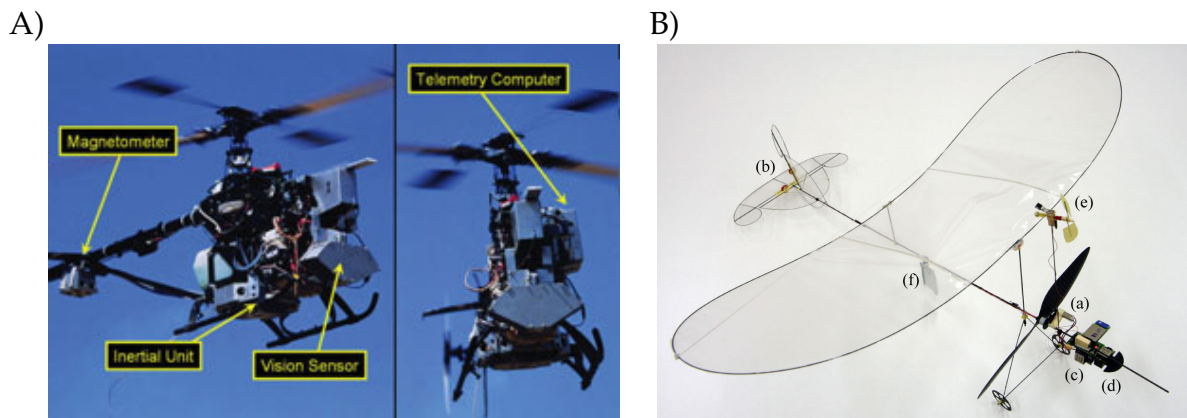 A)
B)
Magnetometer
Telemetry Computer
Inertial Unit
Vision Sensor
(a)
(b)
(c)
(d)
(e)
(f)